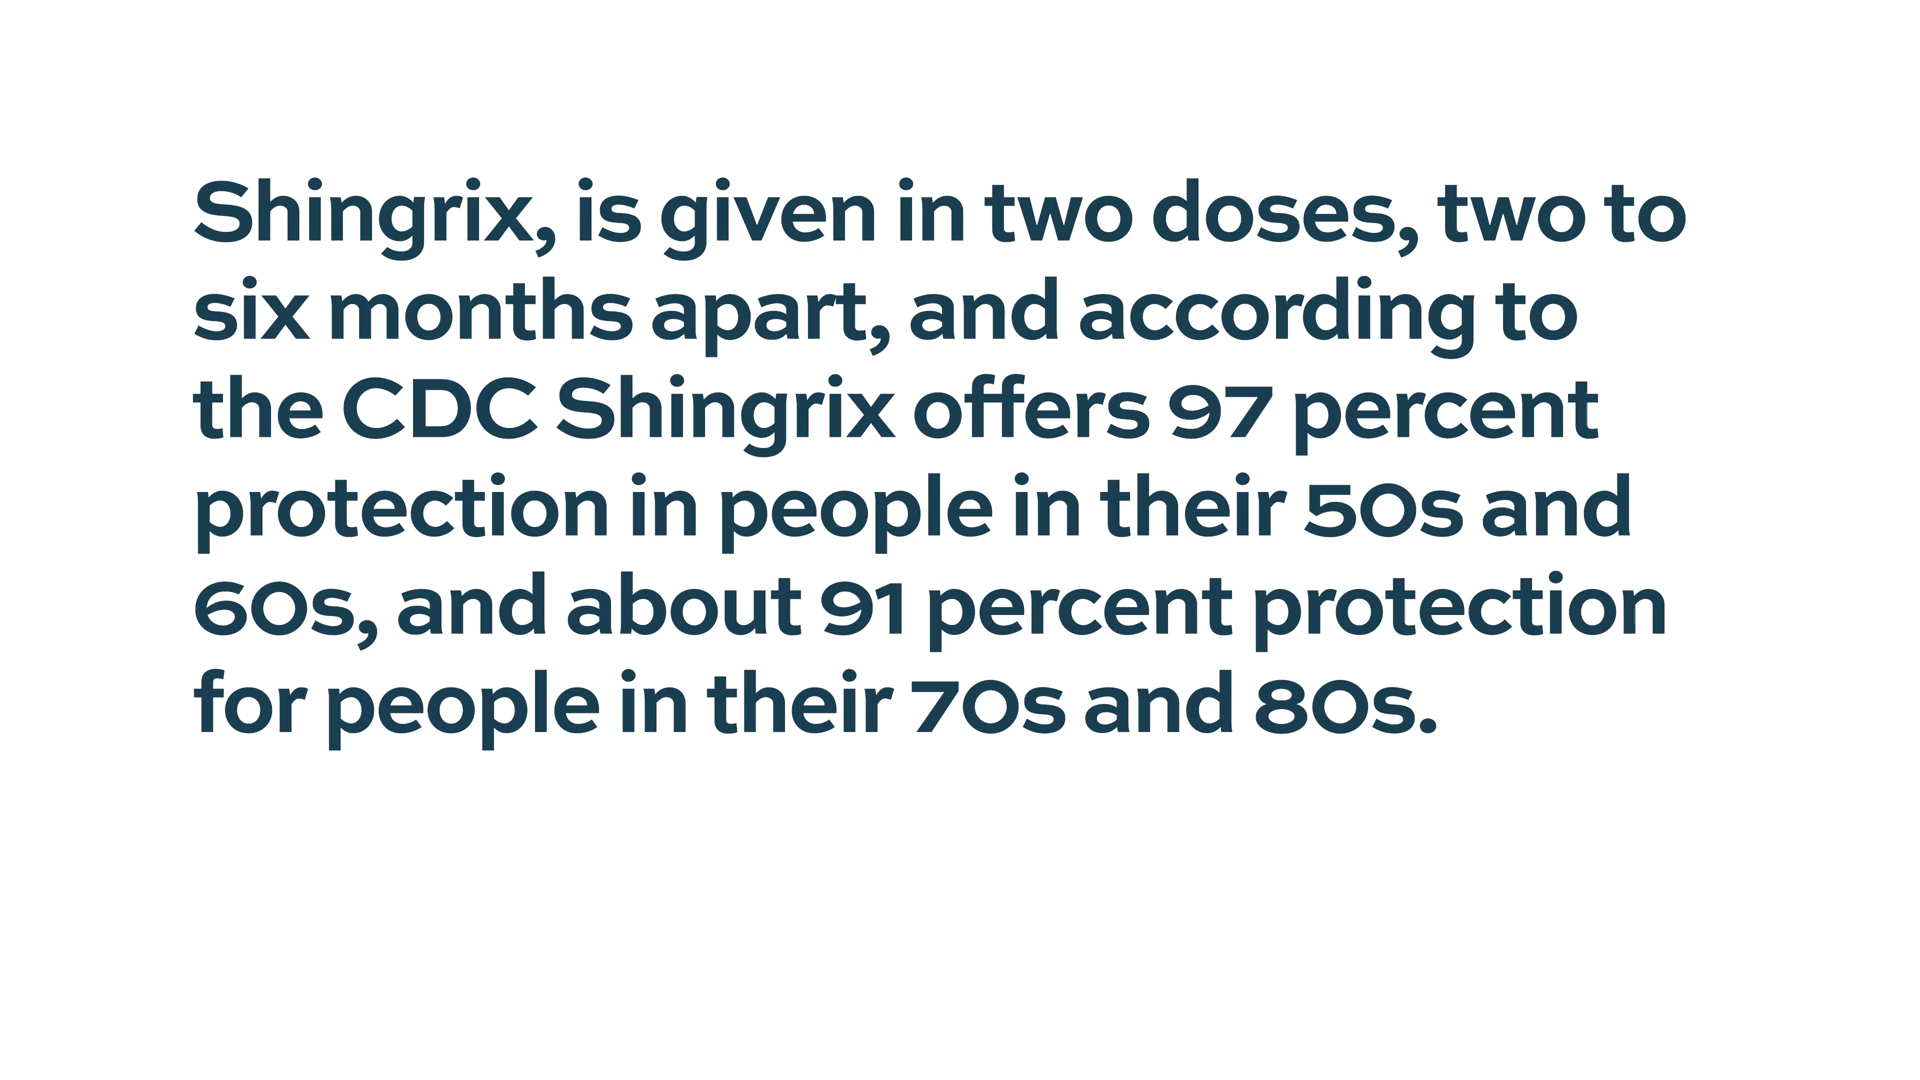 Shingrix, is given in two doses, two to
six months apart, and according to
the CDC Shingrix offers 97 percent
protection in people in their 50s and
60s, and about 91 percent protection
for people in their 70s and 80s.